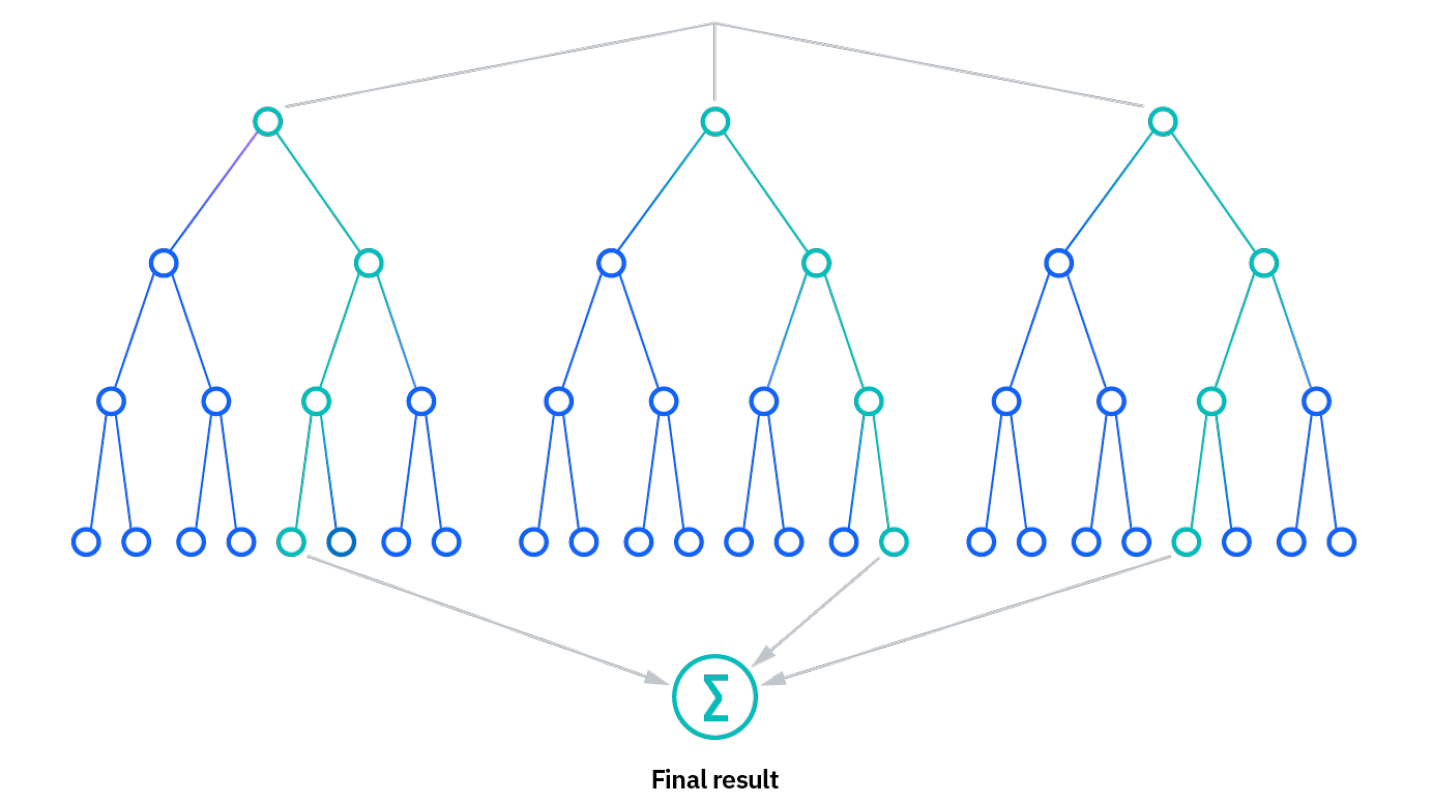 Σ
Final result